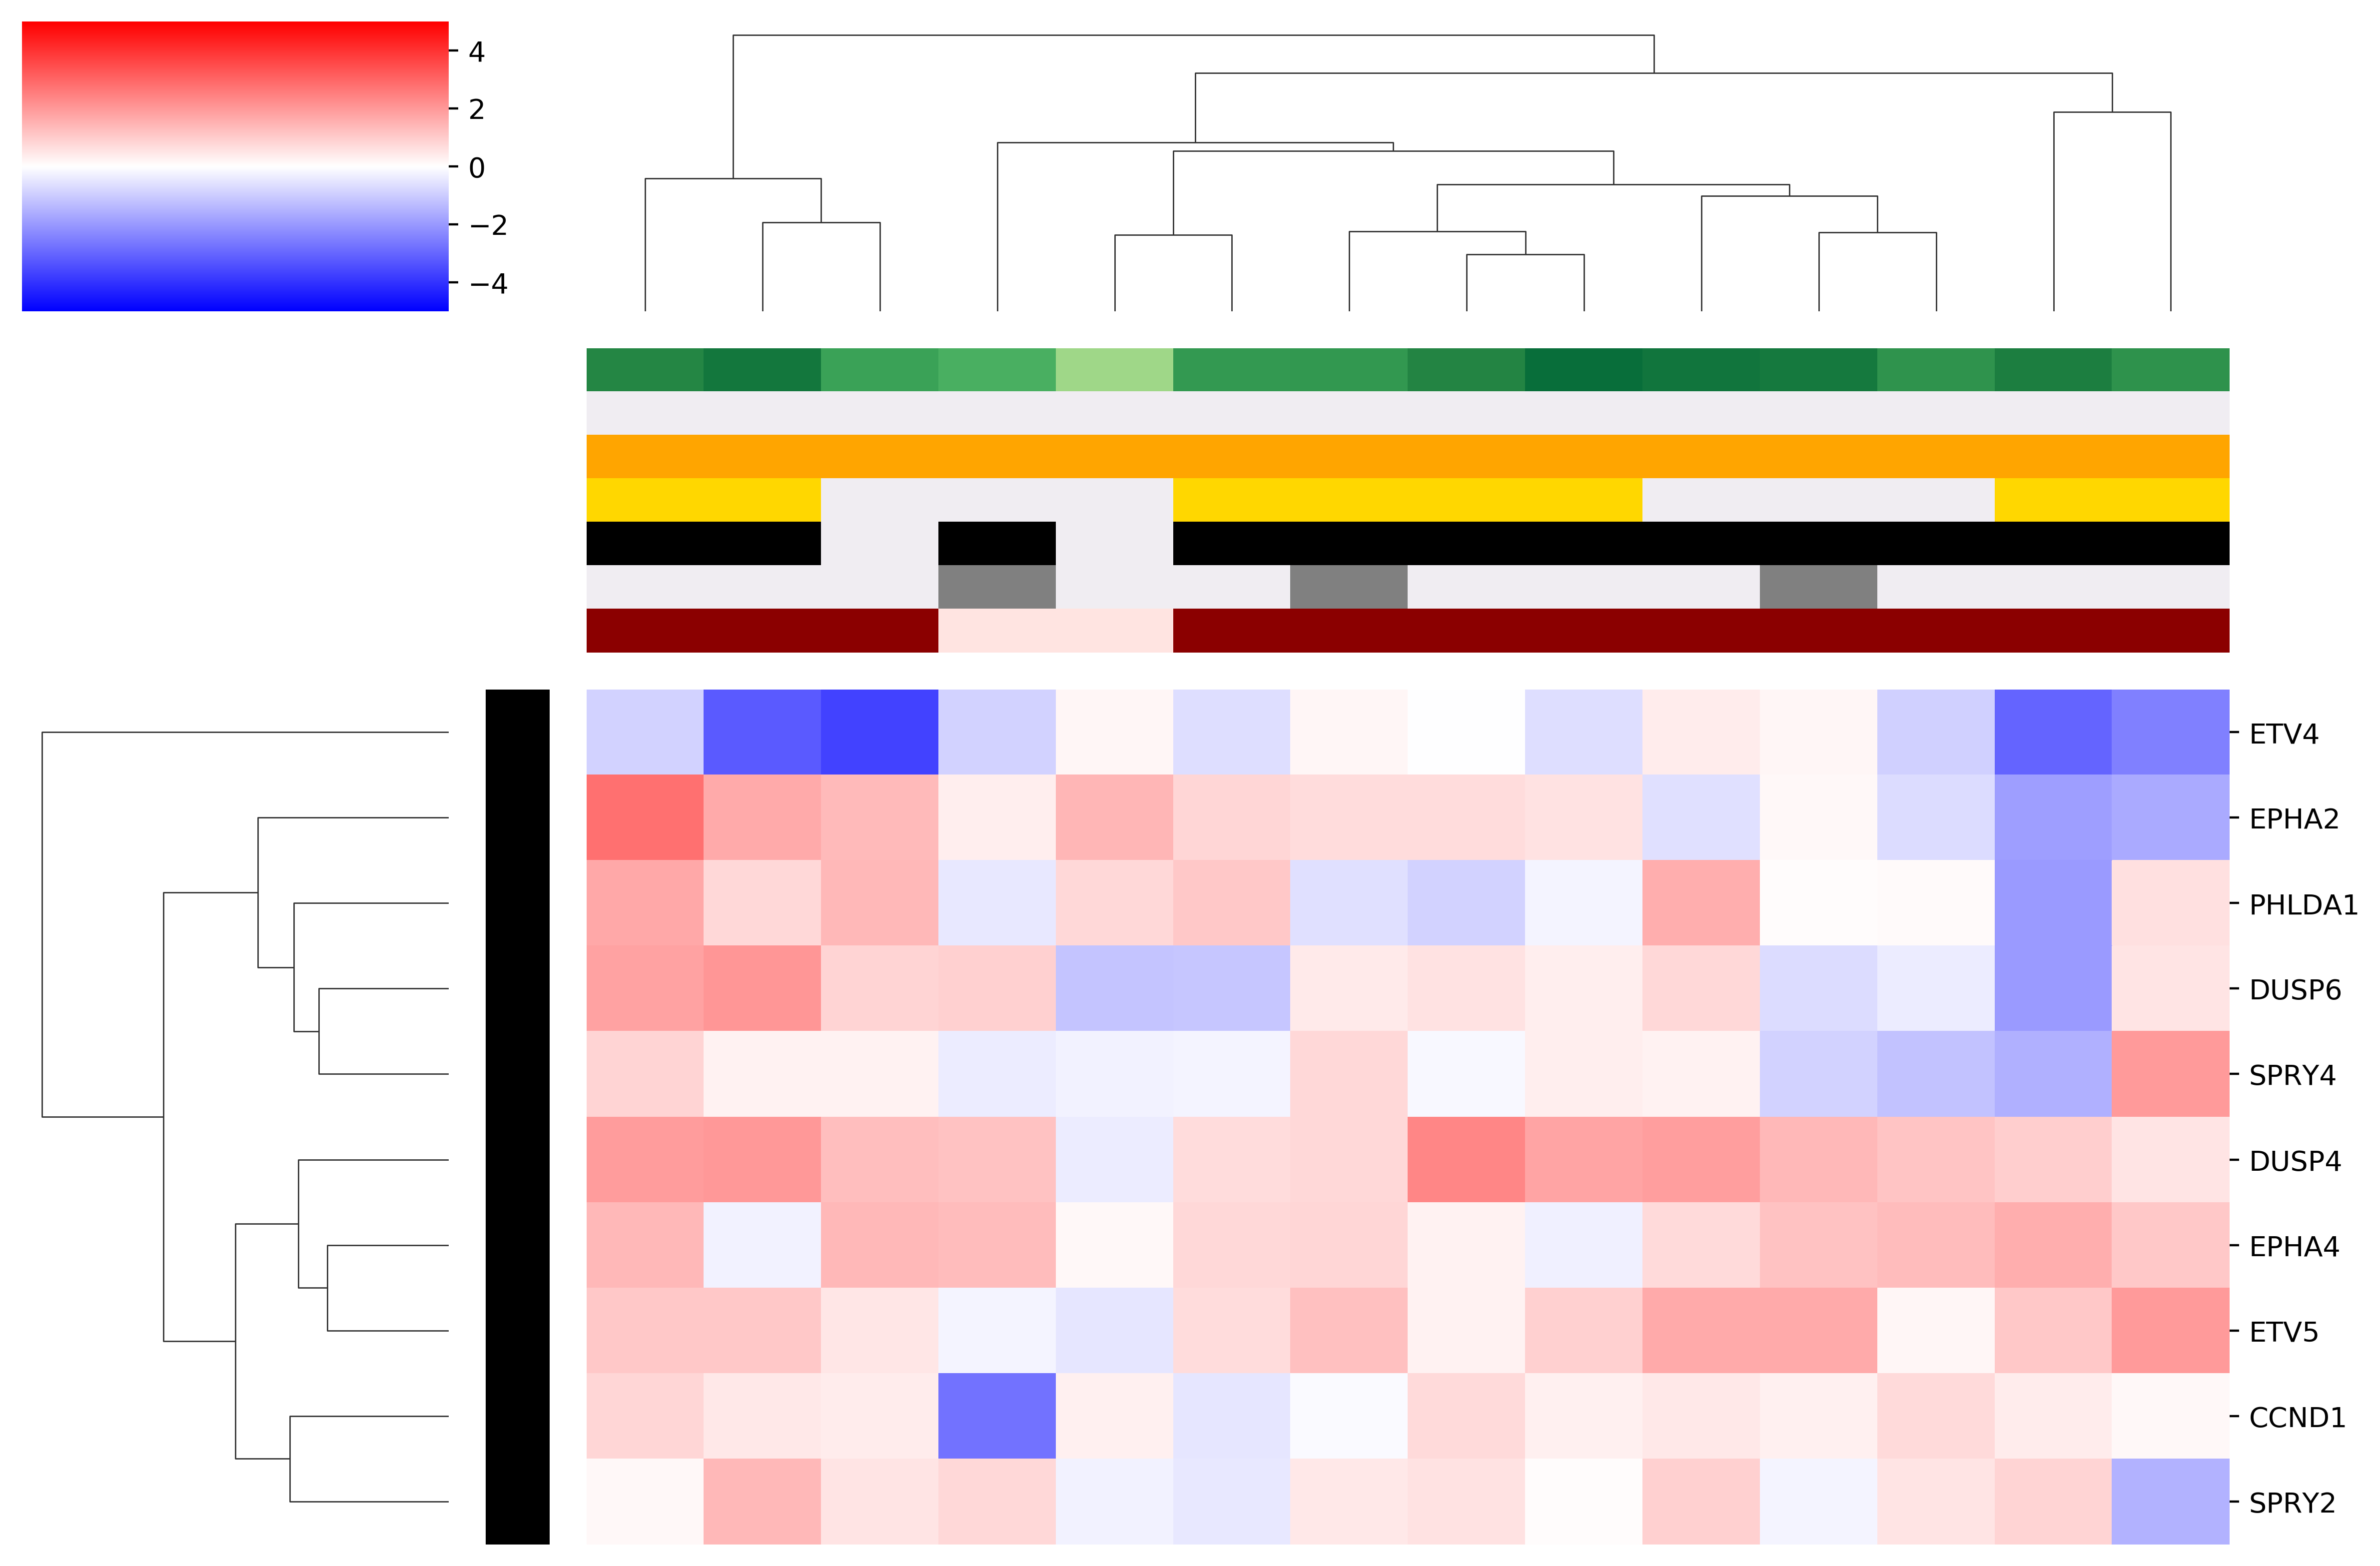 4
2
0
−2
−4
ETV4
EPHA2
PHLDA1
DUSP6
SPRY4
DUSP4
EPHA4
ETV5
CCND1
SPRY2